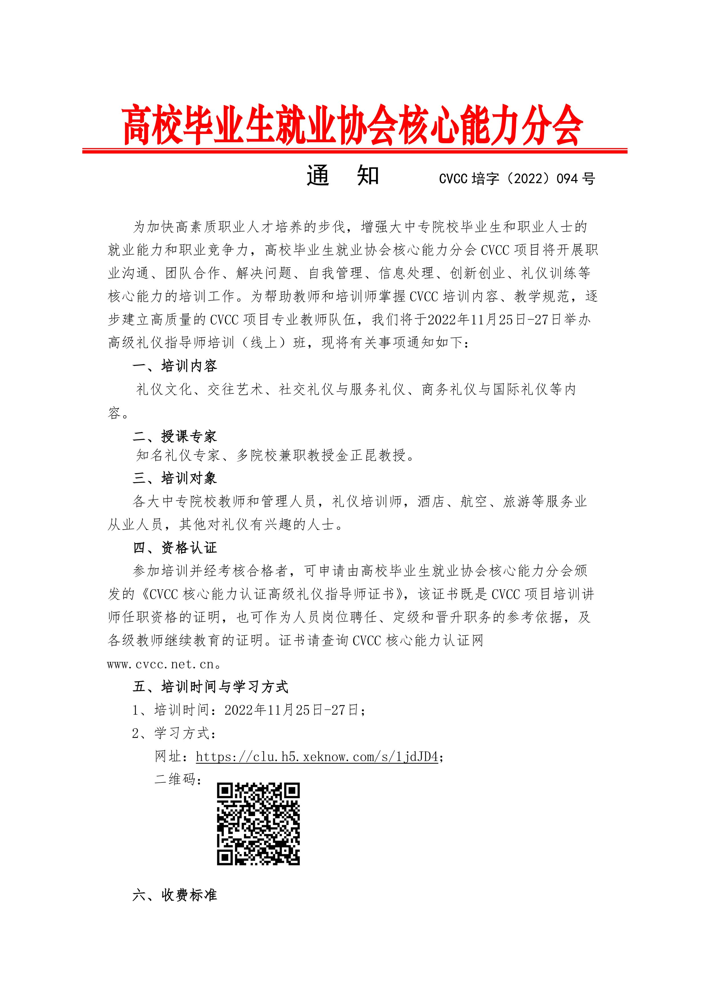 高校毕业生就业协会核心能力分会
通 知 CVCC 培字（2022）094 号
为加快高素质职业人才培养的步伐，增强大中专院校毕业生和职业人士的
就业能力和职业竞争力，高校毕业生就业协会核心能力分会 CVCC 项目将开展职
业沟通、团队合作、解决问题、自我管理、信息处理、创新创业、礼仪训练等
核心能力的培训工作。为帮助教师和培训师掌握 CVCC 培训内容、教学规范，逐
步建立高质量的 CVCC 项目专业教师队伍，我们将于2022年11月25日-27日举办
高级礼仪指导师培训（线上）班，现将有关事项通知如下：
一、培训内容
礼仪文化、交往艺术、社交礼仪与服务礼仪、商务礼仪与国际礼仪等内
容。
二、授课专家
知名礼仪专家、多院校兼职教授金正昆教授。
三、培训对象
各大中专院校教师和管理人员，礼仪培训师，酒店、航空、旅游等服务业
从业人员，其他对礼仪有兴趣的人士。
四、资格认证
参加培训并经考核合格者，可申请由高校毕业生就业协会核心能力分会颁
发的《CVCC 核心能力认证高级礼仪指导师证书》，该证书既是 CVCC 项目培训讲
师任职资格的证明，也可作为人员岗位聘任、定级和晋升职务的参考依据，及
各级教师继续教育的证明。证书请查询 CVCC 核心能力认证网
www.cvcc.net.cn。
五、培训时间与学习方式
1、培训时间：2022年11月25日-27日；
2、学习方式：
网址：https://clu.h5.xeknow.com/s/1jdJD4；
二维码：
六、收费标准